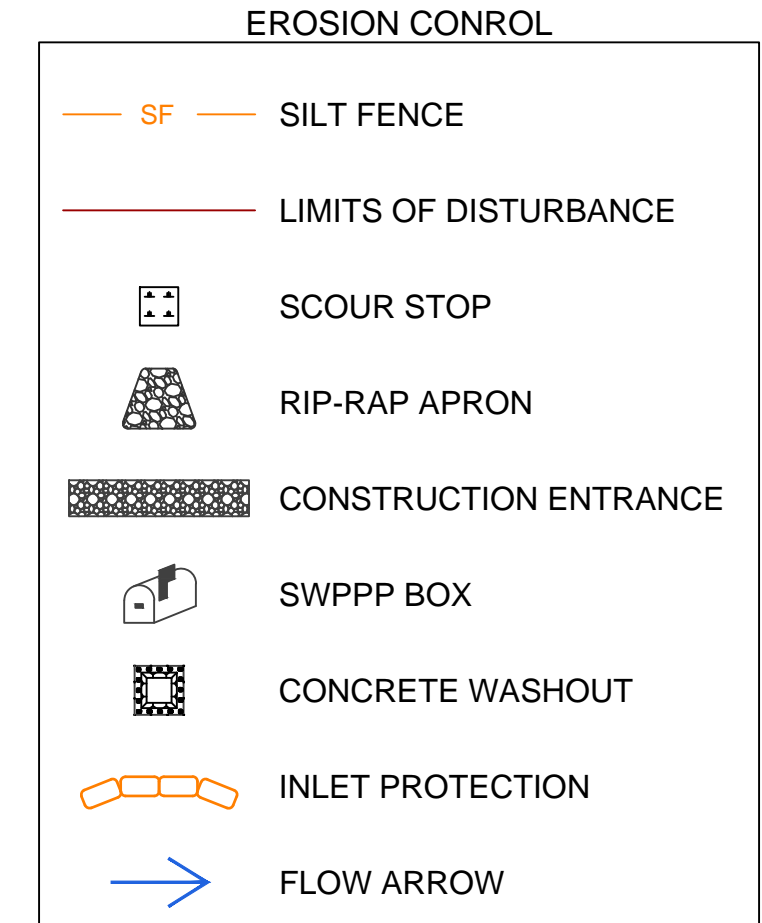 EROSION CONROL
SF SILT FENCE
LIMITS OF DISTURBANCE
SCOUR STOP
RIP-RAP APRON
CONSTRUCTION ENTRANCE
SWPPP BOX
CONCRETE WASHOUT
INLET PROTECTION
FLOW ARROW